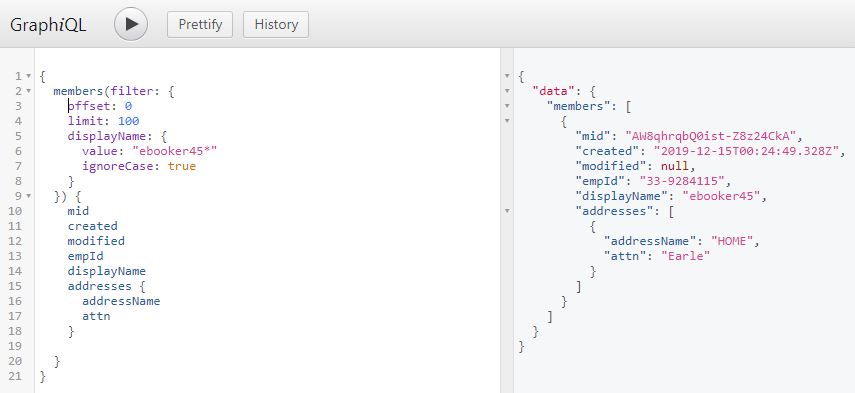 GraphiQL Prettify History
1 {
2 members(filter: {
3 offset: 0
4 limit: 100
5 displayName: {
6 value: "ebooker45*"
7 ignoreCase: true
8 }
9 }) {
10 mid
11 created
12 modified
13 empId
14 displayName
15 addresses {
16 addressName
17 attn
18 }
19
20 }
21 }
{
"data": {
"members": [
{
"mid": "AW8qhrqbQ0ist-Z8z24CkA",
"created": "2019-12-15T00:24:49.328Z",
"modified": null,
"empId": "33-9284115",
"displayName": "ebooker45",
"addresses": [
{
"addressName": "HOME",
"attn": "Earle"
}
]
}
]
}
}